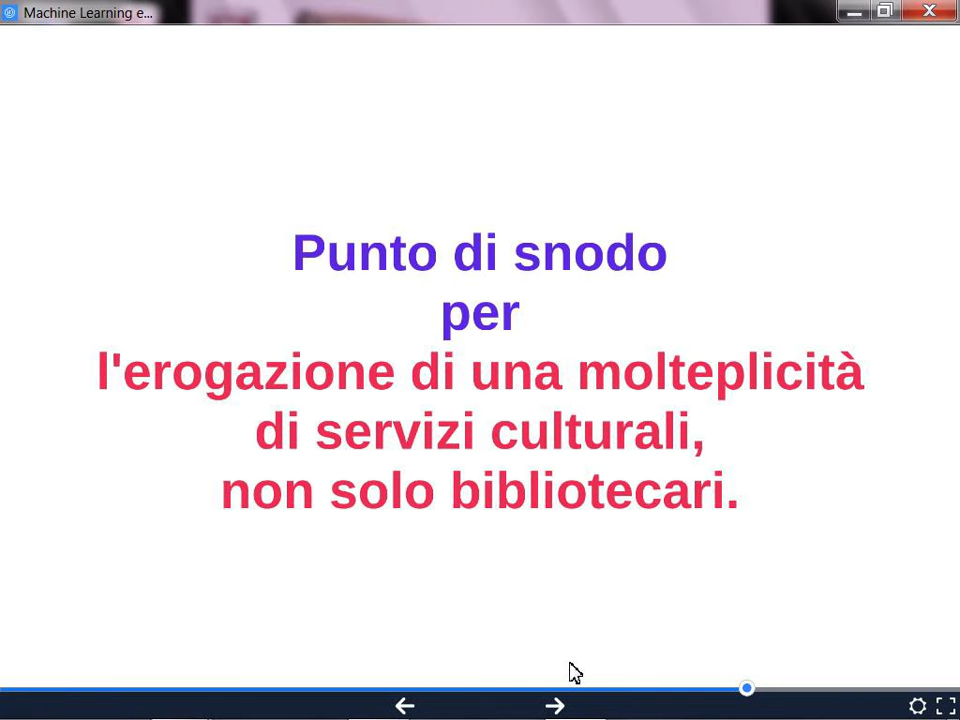 Machine Learning e...
Punto di snodo
per
l'erogazione di una molteplicità
di servizi culturali,
non solo bibliotecari.